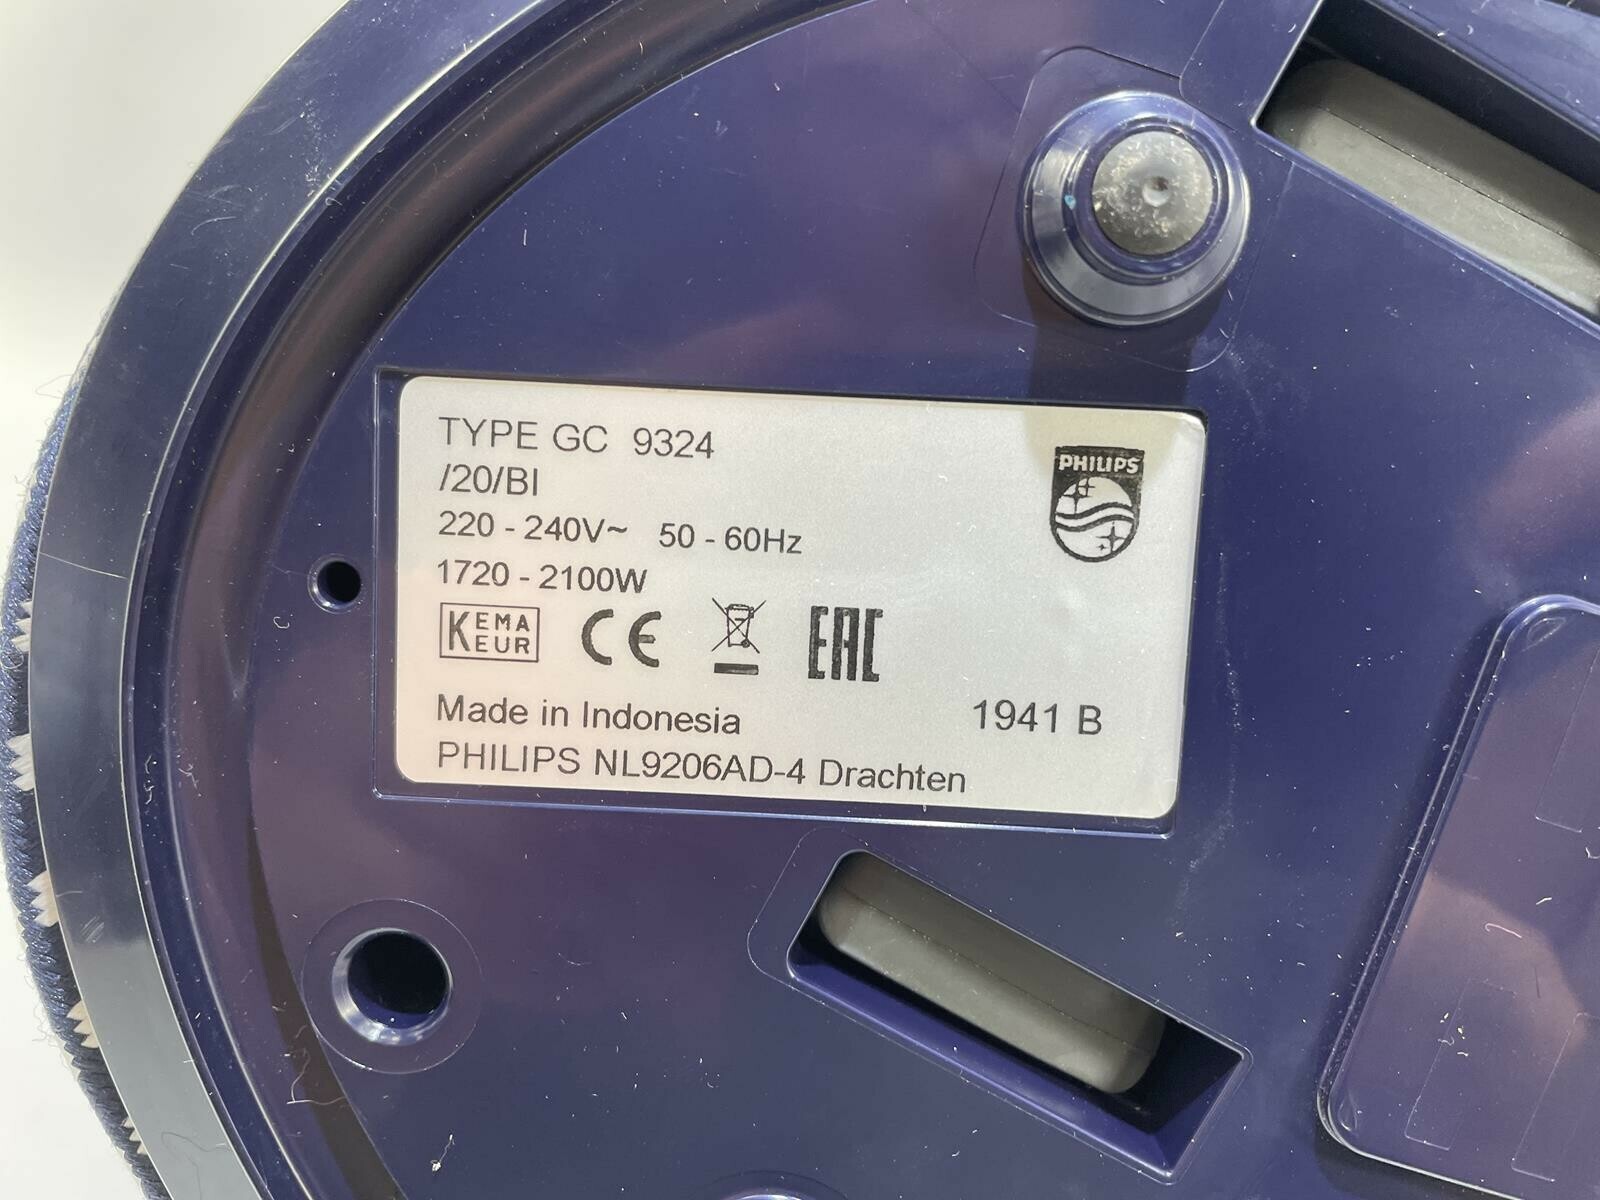 TYPE GC 9324
/20/BI
220 - 240V~ 50 - 60Hz
1720 - 2100W
PHILIPS
KEMA
KEUR
CE
EAC
Made in Indonesia
1941 B
PHILIPS NL9206AD-4 Drachten